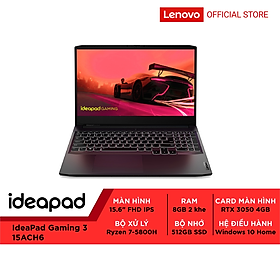 Lenovo
OFFICIAL STORE
ideapad GAMING
ideapad
IdeaPad Gaming 3
15ACH6
MÀN HÌNH
15.6" FHD IPS
RAM
8GB 2 khe
CARD MÀN HÌNH
RTX 3050 4GB
BỘ XỬ LÝ
Ryzen 7-5800H
BỘ NHỚ
512GB SSD
HỆ ĐIỀU HÀNH
Windows 10 Home